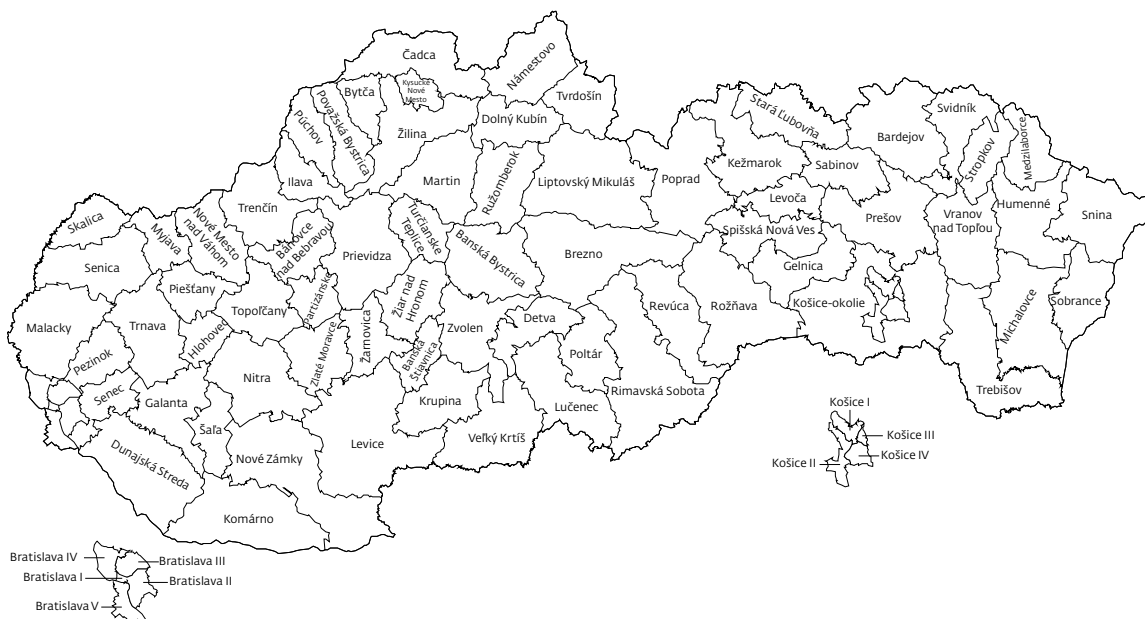 Čadca
Námestovo
Tvrdošín
Bytča
Kysucké
Nové
Mesto
Považská Bystrica
Púchov
Žilina
Dolný Kubín
Stará Ľubovňa
Svidník
Bardejov
Stropkov
Medzilaborce
Ilava
Martin
Ružomberok
Liptovský Mikuláš
Poprad
Kežmarok
Sabinov
Levoča
Prešov
Vranov
nad Topľou
Humenné
Snina
Skalica
Myjava
Nové Mesto
nad Váhom
Trenčín
Bánovce
nad Bebravou
Prievidza
Turčianske
Teplice
Banská Bystrica
Brezno
Spišská Nová Ves
Gelnica
Senica
Piešťany
Topoľčany
Partizánske
Žiar nad
Hronom
Revúca
Rožňava
Košice-okolie
Michalovce
Sobrance
Malacky
Trnava
Hlohovec
Zlaté Moravce
Žarnovica
Banská
Štiavnica
Zvolen
Detva
Poltár
Pezinok
Senec
Galanta
Nitra
Krupina
Lučenec
Rimavská Sobota
Trebišov
Dunajská Streda
Šaľa
Nové Zámky
Levice
Veľký Krtíš
Komárno
Košice I
Košice III
Košice IV
Košice II
Bratislava IV
Bratislava III
Bratislava I
Bratislava II
Bratislava V